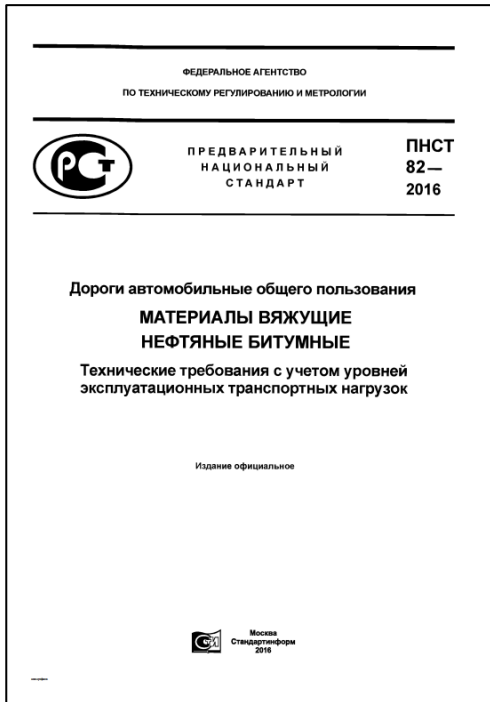 ФЕДЕРАЛЬНОЕ АГЕНТСТВО
ПО ТЕХНИЧЕСКОМУ РЕГУЛИРОВАНИЮ И МЕТРОЛОГИИ
РСТ
ПРЕДВАРИТЕЛЬНЫЙ
НАЦИОНАЛЬНЫЙ
СТАНДАРТ
ПНСТ
82—
2016
Дороги автомобильные общего пользования
МАТЕРИАЛЫ ВЯЖУЩИЕ
НЕФТЯНЫЕ БИТУМНЫЕ
Технические требования с учетом уровней
эксплуатационных транспортных нагрузок
Издание официальное
Москва
Стандартинформ
2016